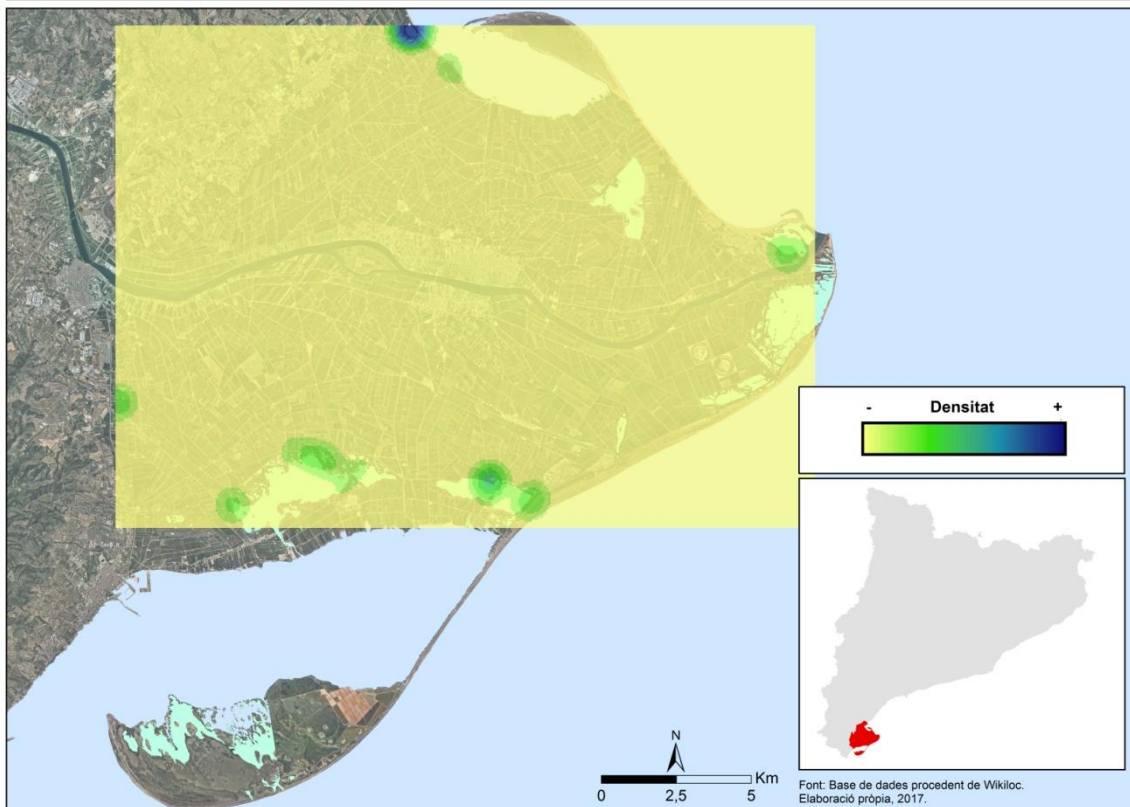 - Densitat +
N
Km
0 2,5 5
Font: Base de dades procedent de Wikiloc.
Elaboració pròpia, 2017.